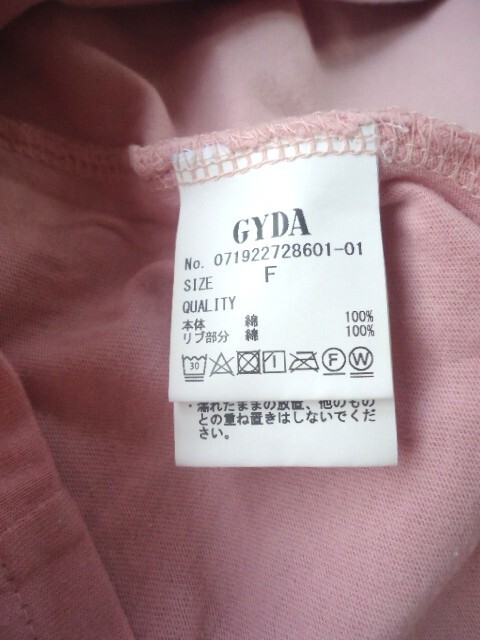 GYDA
No. 071922728601-01
SIZE F
QUALITY
本体 綿 100%
リブ部分 綿 100%
30 F W
・濡れたままの放置、他のもの
との重ね置きはしないでくだ
さい。